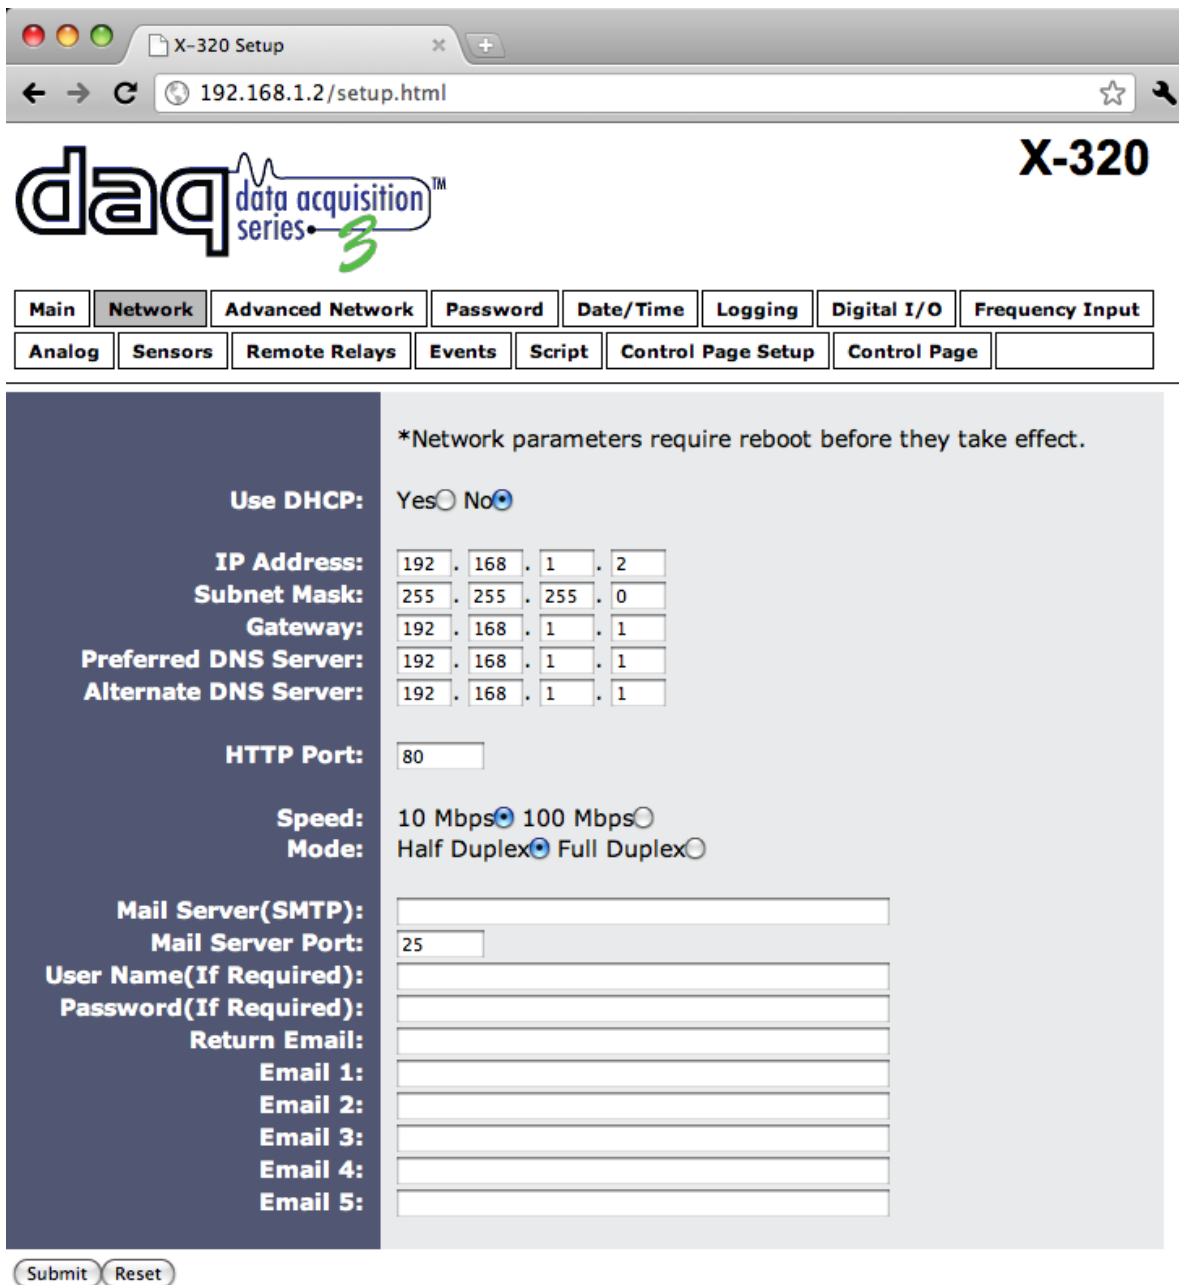 X-320 Setup
192.168.1.2/setup.html
X-320
daq data acquisition series 3 TM
Main Network Advanced Network Password Date/Time Logging Digital I/O Frequency Input
Analog Sensors Remote Relays Events Script Control Page Setup Control Page
*Network parameters require reboot before they take effect.
Use DHCP: Yes No
IP Address: 192 . 168 . 1 . 2
Subnet Mask: 255 . 255 . 255 . 0
Gateway: 192 . 168 . 1 . 1
Preferred DNS Server: 192 . 168 . 1 . 1
Alternate DNS Server: 192 . 168 . 1 . 1
HTTP Port: 80
Speed: 10 Mbps 100 Mbps
Mode: Half Duplex Full Duplex
Mail Server(SMTP):
Mail Server Port: 25
User Name(If Required):
Password(If Required):
Return Email:
Email 1:
Email 2:
Email 3:
Email 4:
Email 5:
Submit Reset